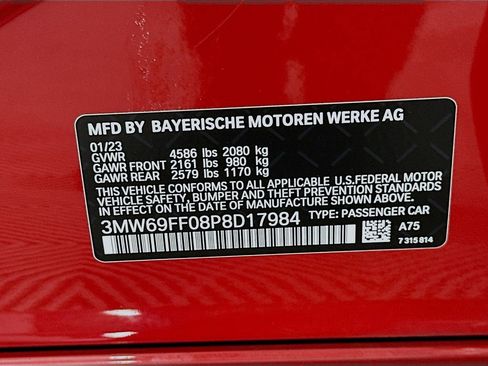 MFD BY BAYERISCHE MOTOREN WERKE AG
01/23
GVWR 4586 lbs 2080 kg
GAWR FRONT 2161 lbs 980 kg
GAWR REAR 2579 lbs 1170 kg
THIS VEHICLE CONFORMS TO ALL APPLICABLE U.S.FEDERAL MOTOR
VEHICLE SAFETY, BUMPER, AND THEFT PREVENTION STANDARDS
IN EFFECT ON THE DATE OF MANUFACTURE SHOWN ABOVE.
3MW69FF08P8D17984 TYPE: PASSENGER CAR
A75
7 315 814